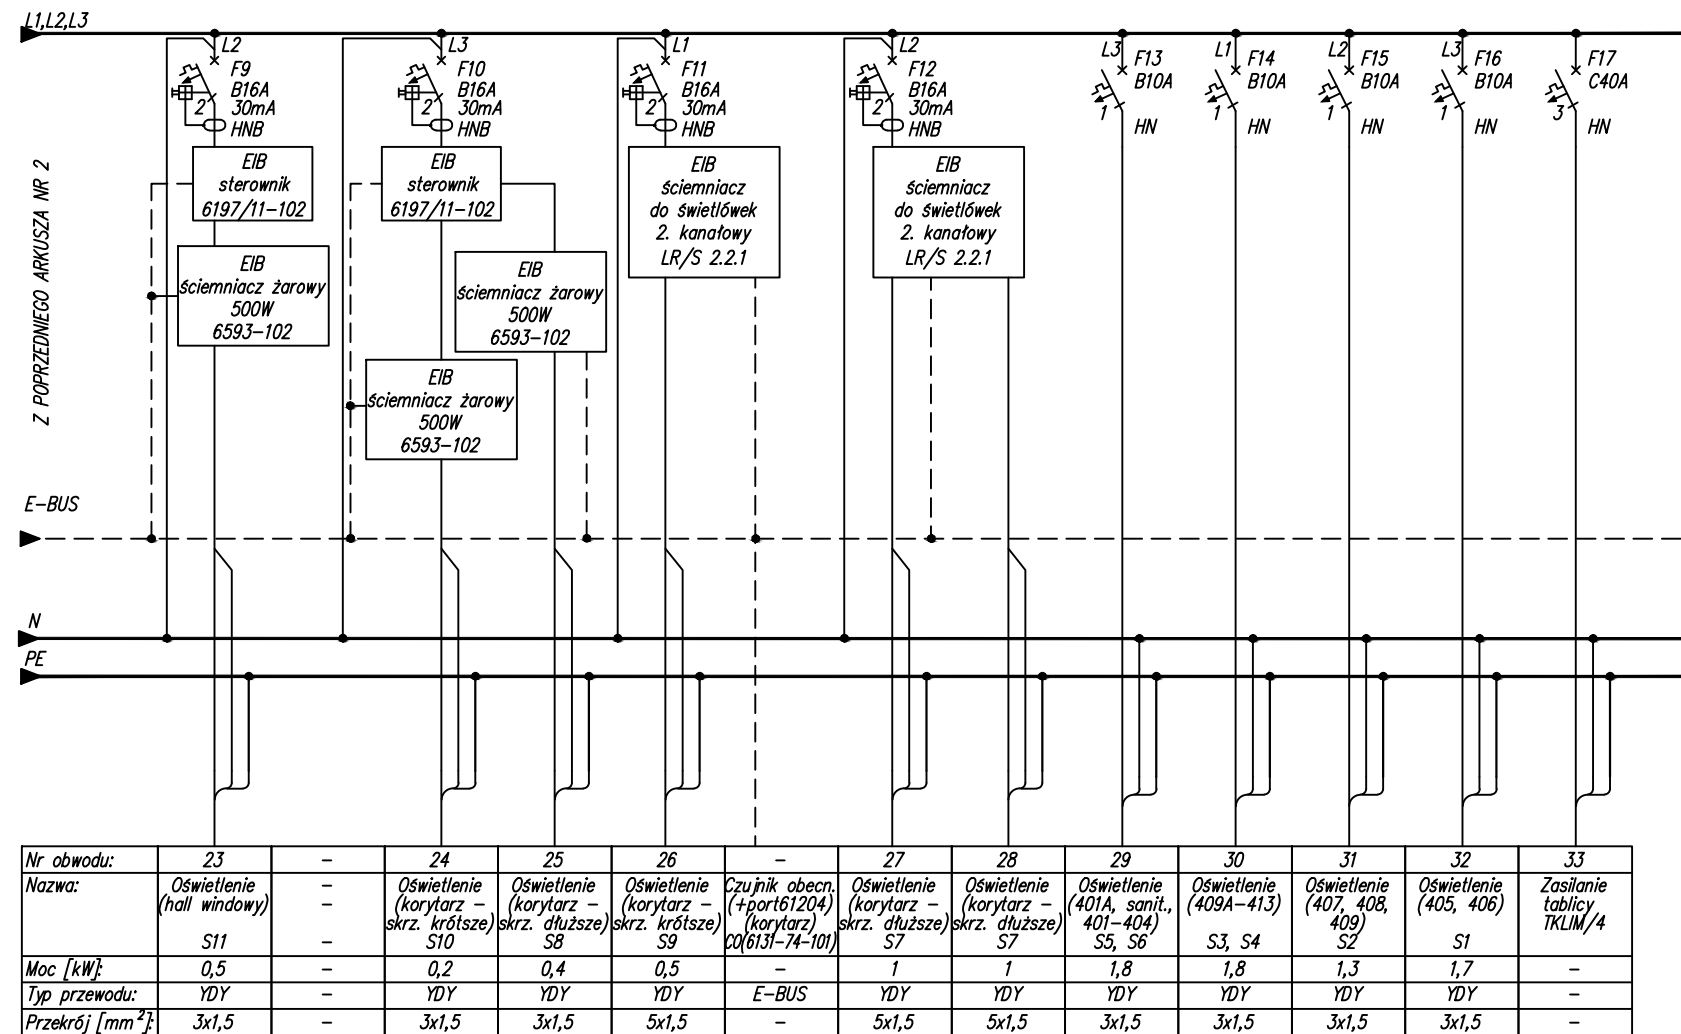 L1,L2,L3
L2
F9
B16A
30mA
2
HNB
L3
F10
B16A
30mA
2
HNB
L1
F11
B16A
30mA
2
HNB
L2
F12
B16A
30mA
2
HNB
L3
F13
B10A
1
HN
L1
F14
B10A
1
HN
L2
F15
B10A
1
HN
L3
F16
B10A
1
HN
F17
C40A
3
HN
Z POPRZEDNIEGO ARKUSZA NR 2
EIB
sterownik
6197/11-102
EIB
ściemniacz żarowy
500W
6593-102
EIB
sterownik
6197/11-102
EIB
ściemniacz żarowy
500W
6593-102
EIB
ściemniacz żarowy
500W
6593-102
EIB
ściemniacz
do świetlówek
2. kanałowy
LR/S 2.2.1
EIB
ściemniacz
do świetlówek
2. kanałowy
LR/S 2.2.1
E-BUS
N
PE
Nr obwodu: 23 - 24 25 26 - 27 28 29 30 31 32 33
Nazwa:
Oświetlenie
(hall windowy)
S11
-
-
-
Oświetlenie
(korytarz -
skrz. krótsze)
S10
Oświetlenie
(korytarz -
skrz. dłuższe)
S8
Oświetlenie
(korytarz -
skrz. krótsze)
S9
Czujnik obecn.
(+port61204)
(korytarz)
CO(6131-74-101)
Oświetlenie
(korytarz -
skrz. dłuższe)
S7
Oświetlenie
(korytarz -
skrz. dłuższe)
S7
Oświetlenie
(401A, sanit.,
401-404)
S5, S6
Oświetlenie
(409A-413)
S3, S4
Oświetlenie
(407, 408,
409)
S2
Oświetlenie
(405, 406)
S1
Zasilanie
tablicy
TKLIM/4
Moc [kW]: 0,5 - 0,2 0,4 0,5 - 1 1 1,8 1,8 1,3 1,7 -
Typ przewodu: YDY - YDY YDY YDY E-BUS YDY YDY YDY YDY YDY YDY -
Przekrój [mm²]: 3x1,5 - 3x1,5 3x1,5 5x1,5 - 5x1,5 5x1,5 3x1,5 3x1,5 3x1,5 3x1,5 -